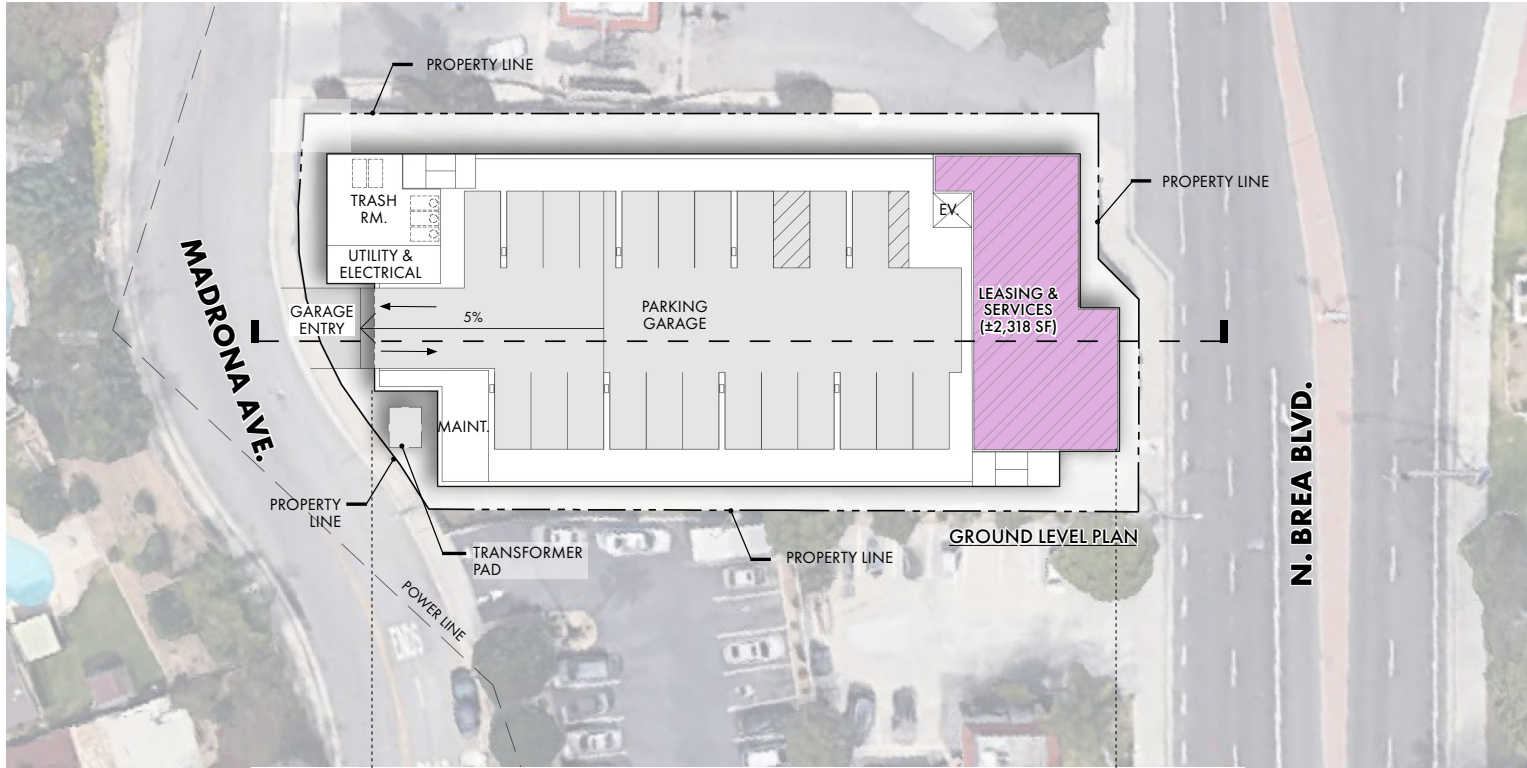 PROPERTY LINE
PROPERTY LINE
TRASH
RM.
EV.
UTILITY &
ELECTRICAL
LEASING &
SERVICES
(±2,318 SF)
GARAGE
ENTRY
5%
PARKING
GARAGE
MADRONA AVE.
MAINT.
N. BREA BLVD.
PROPERTY
LINE
GROUND LEVEL PLAN
TRANSFORMER
PAD
PROPERTY LINE
POWER LINE
ENDS